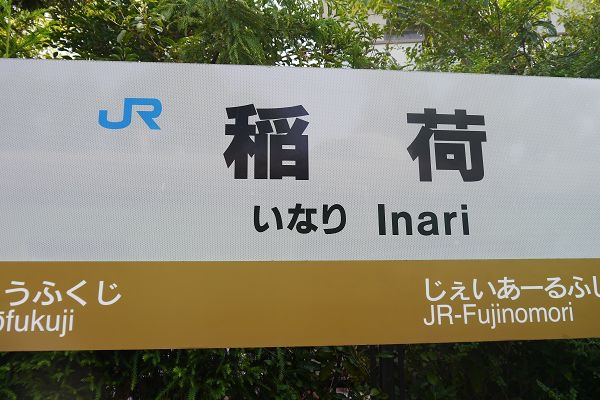 JR
稲荷
いなり Inari
うふくじ
ōfukuji
じぇいあーるふじ
JR-Fujinomori